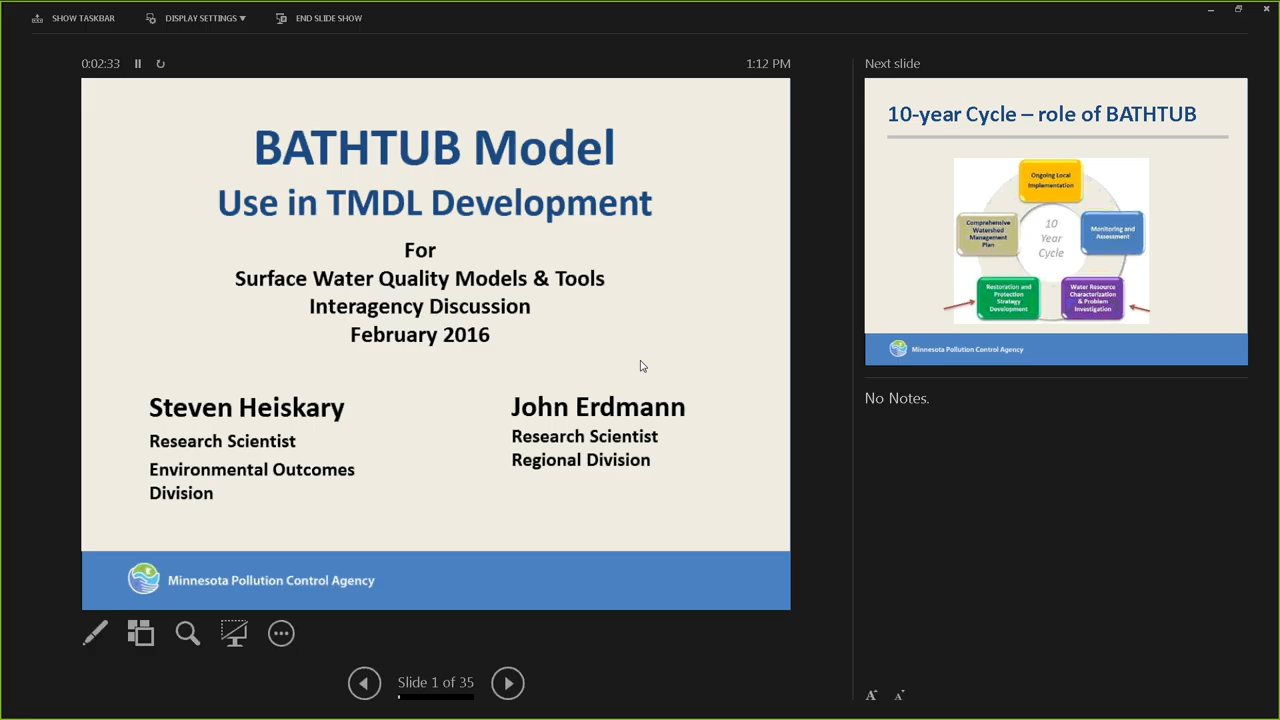 SHOW TASKBAR
DISPLAY SETTINGS
END SLIDE SHOW
0:02:33
1:12 PM
BATHTUB Model
Use in TMDL Development
For
Surface Water Quality Models & Tools
Interagency Discussion
February 2016
Steven Heiskary
Research Scientist
Environmental Outcomes
Division
John Erdmann
Research Scientist
Regional Division
Minnesota Pollution Control Agency
Slide 1 of 35
Next slide
10-year Cycle – role of BATHTUB
Ongoing Local
Implementation
Comprehensive
Watershed
Management
Plan
10
Year
Cycle
Monitoring and
Assessment
Restoration and
Protection
Strategy
Development
Water Resource
Characterization
& Problem
Investigation
Minnesota Pollution Control Agency
No Notes.
A
A